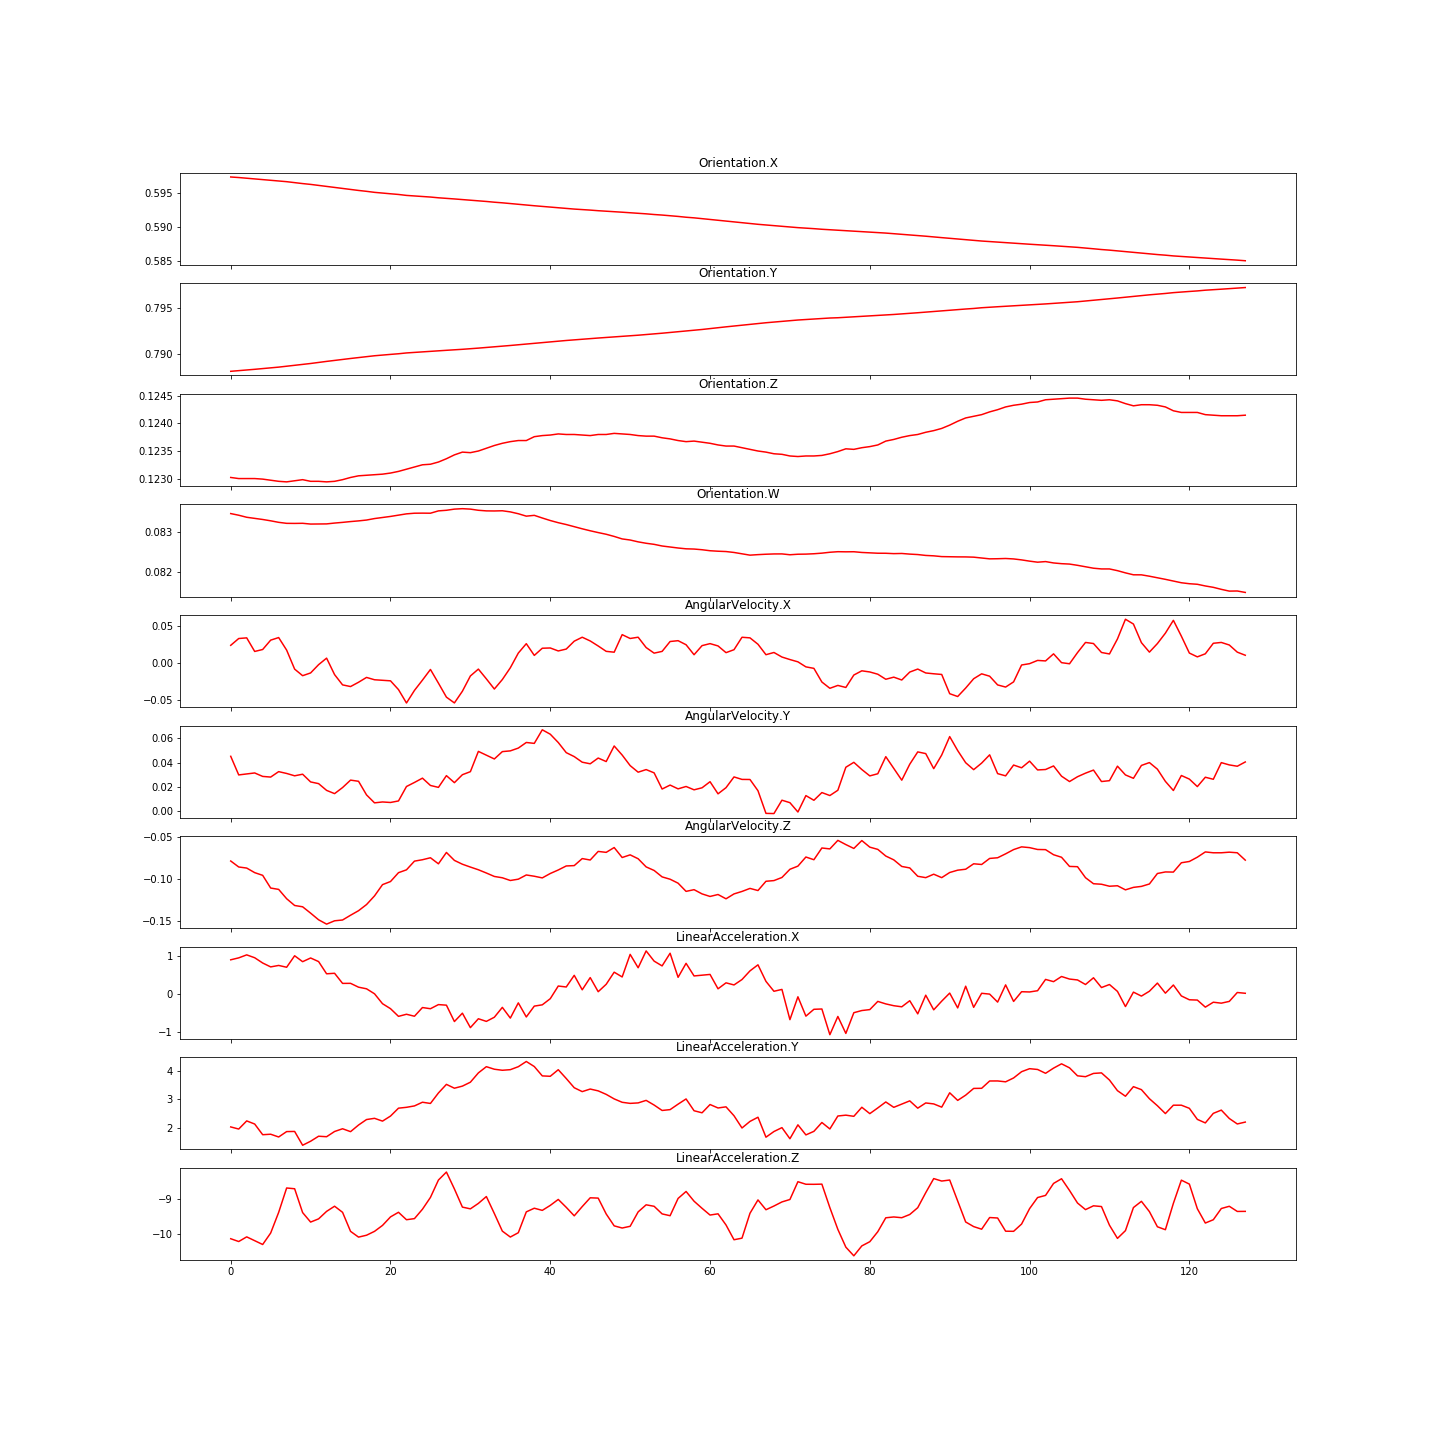 Orientation.X
0.595
0.590
0.585
Orientation.Y
0.795
0.790
Orientation.Z
0.1245
0.1240
0.1235
0.1230
Orientation.W
0.083
0.082
AngularVelocity.X
0.05
0.00
−0.05
AngularVelocity.Y
0.06
0.04
0.02
0.00
AngularVelocity.Z
−0.05
−0.10
−0.15
LinearAcceleration.X
1
0
−1
LinearAcceleration.Y
4
3
2
LinearAcceleration.Z
−9
−10
0 20 40 60 80 100 120